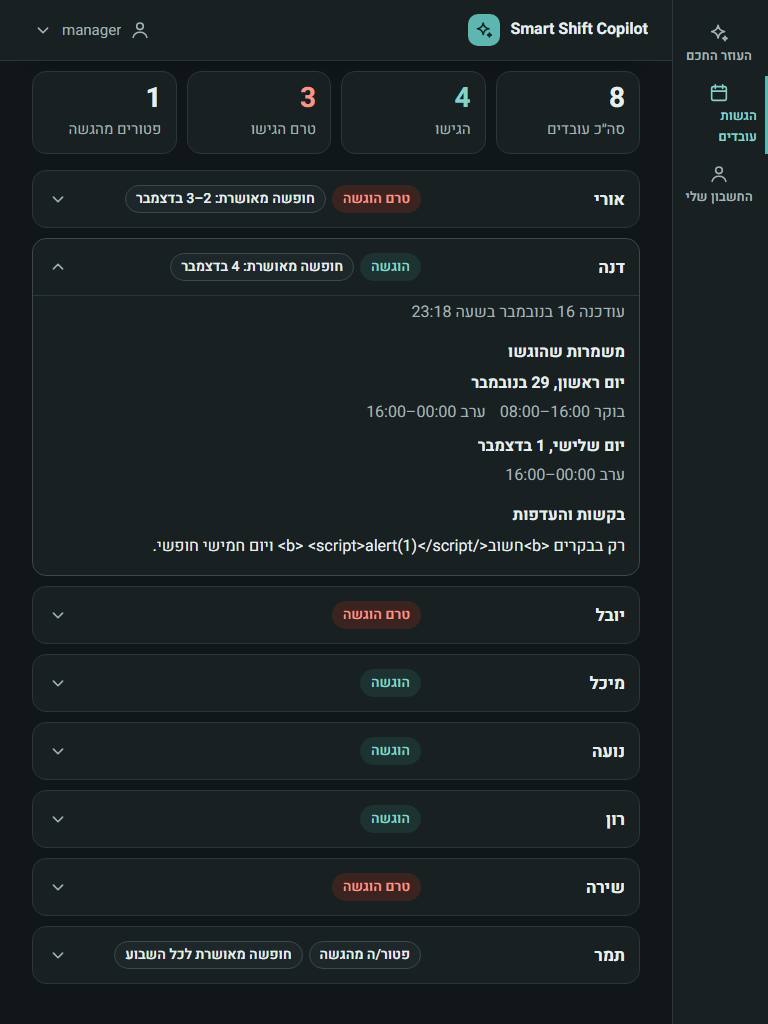 Smart Shift Copilot
manager
העוזר החכם
הגשות
עובדים
החשבון שלי
8
סה"כ עובדים
4
הגישו
3
טרם הגישו
1
פטורים מהגשה
אורי
טרם הוגשה
חופשה מאושרת: 2–3 בדצמבר
דנה
הוגשה
חופשה מאושרת: 4 בדצמבר
עודכנה 16 בנובמבר בשעה 23:18
משמרות שהוגשו
יום ראשון, 29 בנובמבר
בוקר 08:00–16:00 ערב 16:00–00:00
יום שלישי, 1 בדצמבר
ערב 16:00–00:00
בקשות והעדפות
רק בבקרים <b>חשוב</b> <script>alert(1)</script> ויום חמישי חופשי.
יובל
טרם הוגשה
מיכל
הוגשה
נועה
הוגשה
רון
הוגשה
שירה
טרם הוגשה
תמר
פטור/ה מהגשה
חופשה מאושרת לכל השבוע